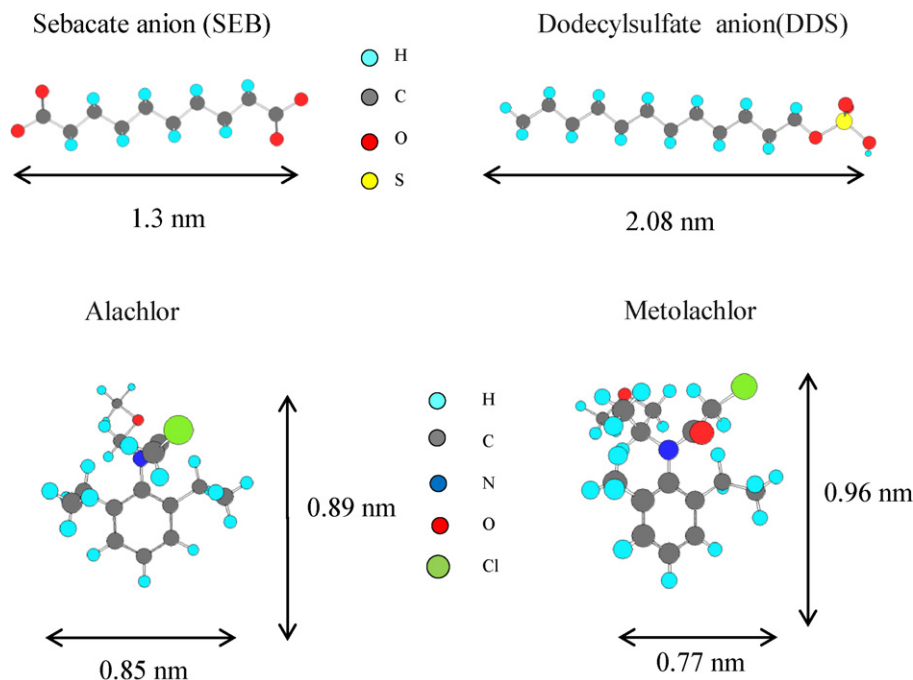 Sebacate anion (SEB)
Dodecylsulfate anion(DDS)
H
C
O
S
1.3 nm
2.08 nm
Alachlor
Metolachlor
H
C
N
O
Cl
0.89 nm
0.96 nm
0.85 nm
0.77 nm